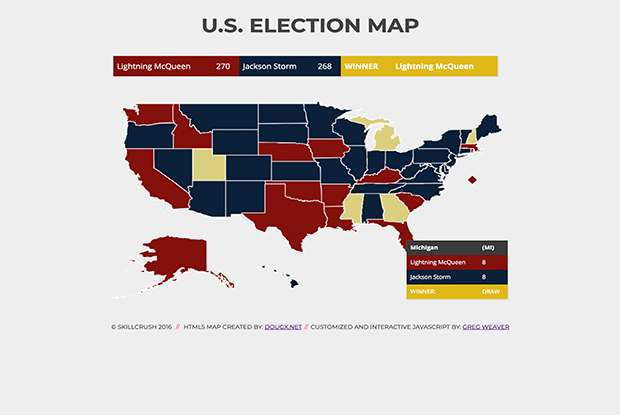 U.S. ELECTION MAP
Lightning McQueen 270 Jackson Storm 268 WINNER Lightning McQueen
Michigan (MI)
Lightning McQueen 8
Jackson Storm 8
WINNER: DRAW
© SKILLCRUSH 2016 // HTML5 MAP CREATED BY: DOUGX.NET // CUSTOMIZED AND INTERACTIVE JAVASCRIPT BY: GREG WEAVER